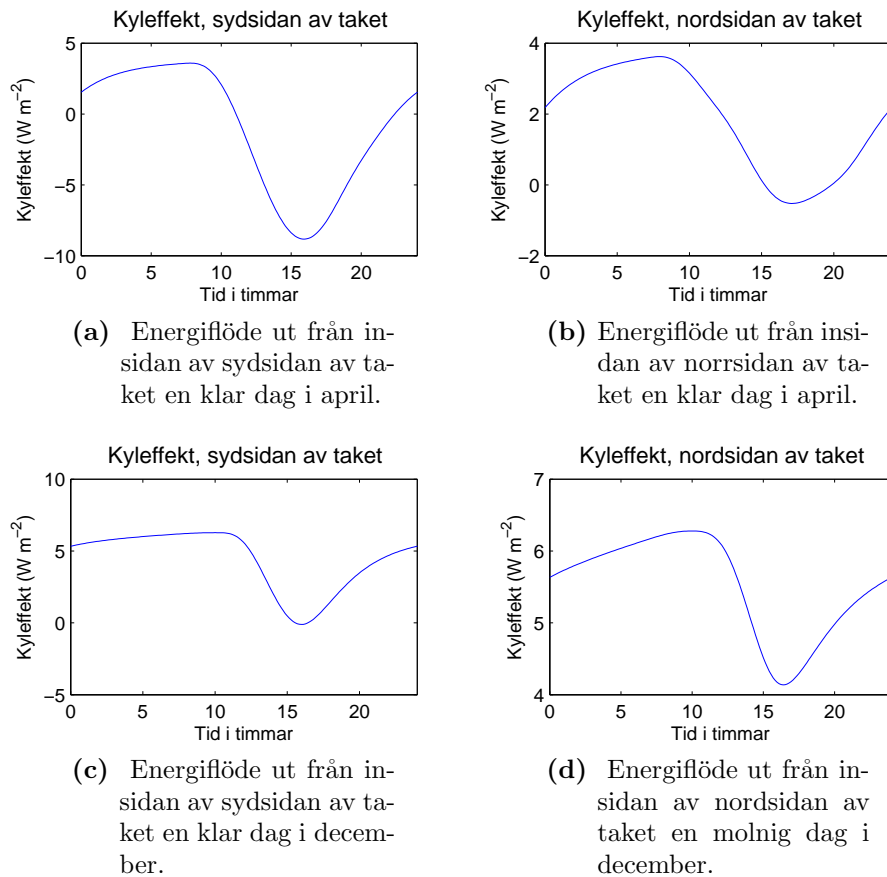 Kyleffekt, sydsidan av taket
5
0
−5
−10
Kyleffekt (W m−2)
0 5 10 15 20
Tid i timmar
(a) Energiflöde ut från in-
sidan av sydsidan av ta-
ket en klar dag i april.
Kyleffekt, nordsidan av taket
4
2
0
−2
Kyleffekt (W m−2)
0 5 10 15 20
Tid i timmar
(b) Energiflöde ut från insi-
dan av norrsidan av ta-
ket en klar dag i april.
Kyleffekt, sydsidan av taket
10
5
0
−5
Kyleffekt (W m−2)
0 5 10 15 20
Tid i timmar
(c) Energiflöde ut från in-
sidan av sydsidan av ta-
ket en klar dag i decem-
ber.
Kyleffekt, nordsidan av taket
7
6
5
4
Kyleffekt (W m−2)
0 5 10 15 20
Tid i timmar
(d) Energiflöde ut från in-
sidan av nordsidan av
taket en molnig dag i
december.